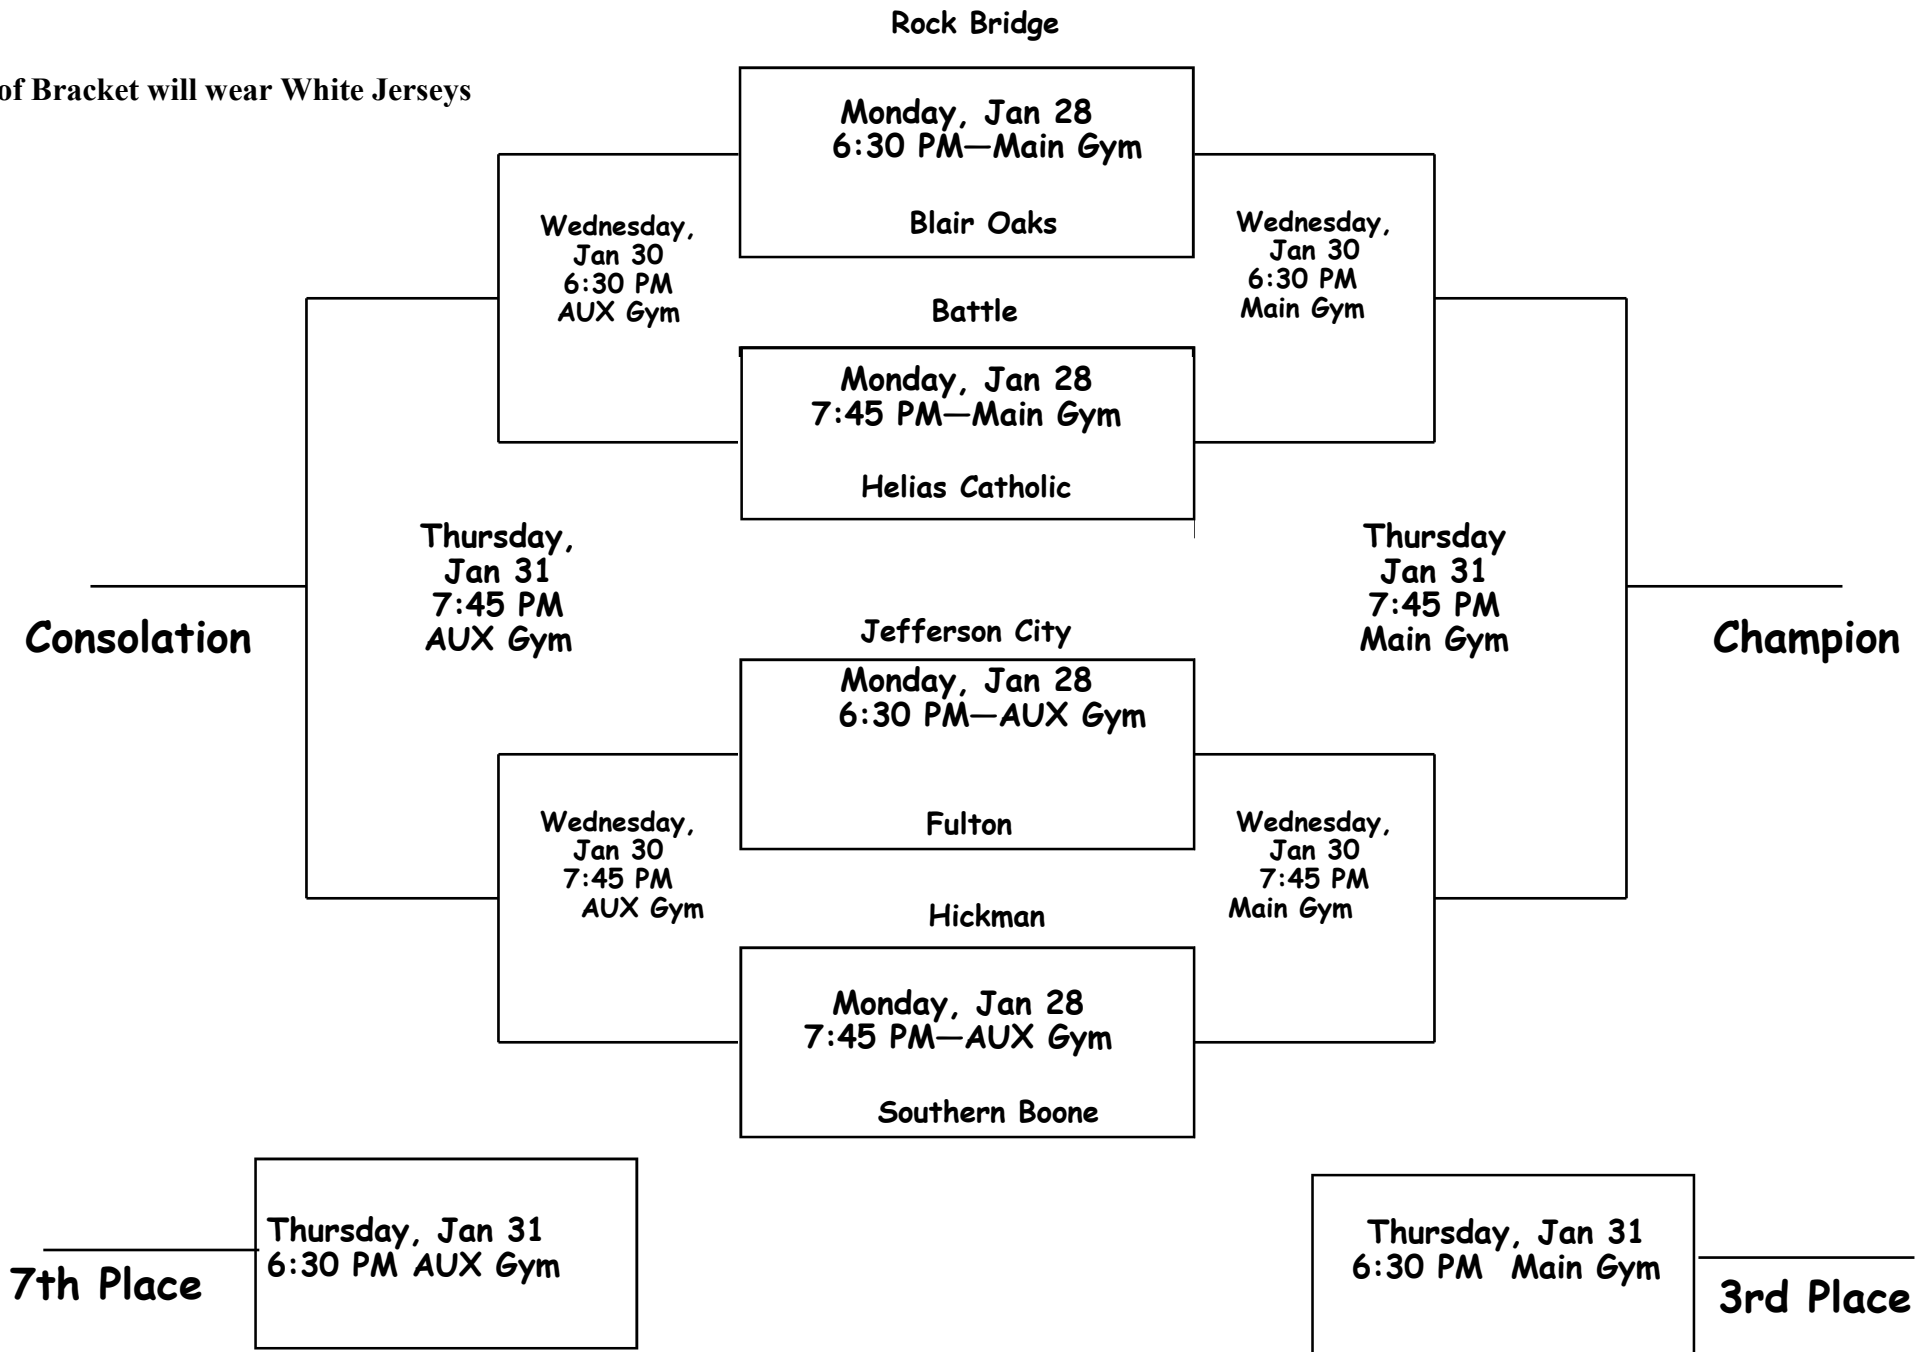 Rock Bridge
of Bracket will wear White Jerseys
Monday, Jan 28
6:30 PM—Main Gym
Blair Oaks
Wednesday,
Jan 30
6:30 PM
AUX Gym
Wednesday,
Jan 30
6:30 PM
Main Gym
Battle
Monday, Jan 28
7:45 PM—Main Gym
Helias Catholic
Thursday,
Jan 31
7:45 PM
AUX Gym
Thursday
Jan 31
7:45 PM
Main Gym
Consolation
Champion
Jefferson City
Monday, Jan 28
6:30 PM—AUX Gym
Fulton
Wednesday,
Jan 30
7:45 PM
AUX Gym
Wednesday,
Jan 30
7:45 PM
Main Gym
Hickman
Monday, Jan 28
7:45 PM—AUX Gym
Southern Boone
Thursday, Jan 31
6:30 PM AUX Gym
7th Place
Thursday, Jan 31
6:30 PM Main Gym
3rd Place